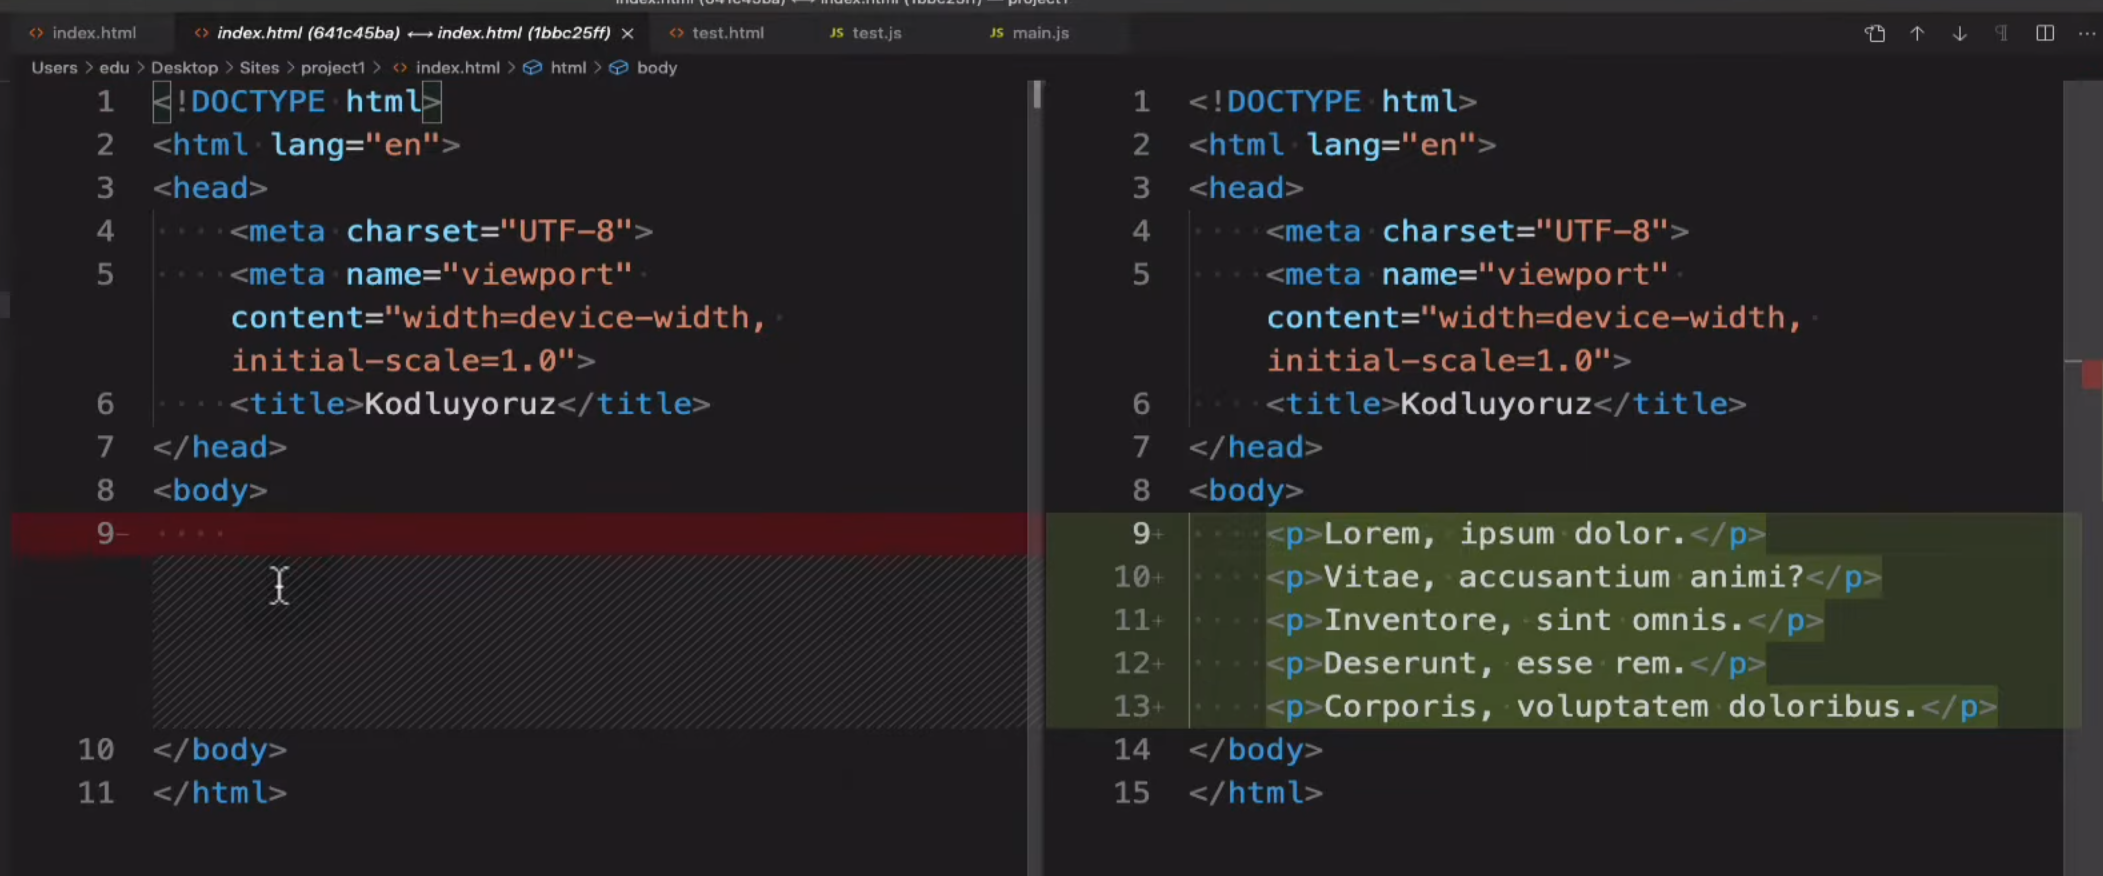 index.html
index.html (641c45ba) ⟷ index.html (1bbc25ff)
test.html
JS test.js
JS main.js
Users > edu > Desktop > Sites > project1 > index.html > html > body
1 <!DOCTYPE html>
2 <html lang="en">
3 <head>
4 <meta charset="UTF-8">
5 <meta name="viewport"
content="width=device-width,
initial-scale=1.0">
6 <title>Kodluyoruz</title>
7 </head>
8 <body>
9-
10 </body>
11 </html>
1 <!DOCTYPE html>
2 <html lang="en">
3 <head>
4 <meta charset="UTF-8">
5 <meta name="viewport"
content="width=device-width,
initial-scale=1.0">
6 <title>Kodluyoruz</title>
7 </head>
8 <body>
9+ <p>Lorem, ipsum dolor.</p>
10+ <p>Vitae, accusantium animi?</p>
11+ <p>Inventore, sint omnis.</p>
12+ <p>Deserunt, esse rem.</p>
13+ <p>Corporis, voluptatem doloribus.</p>
14 </body>
15 </html>